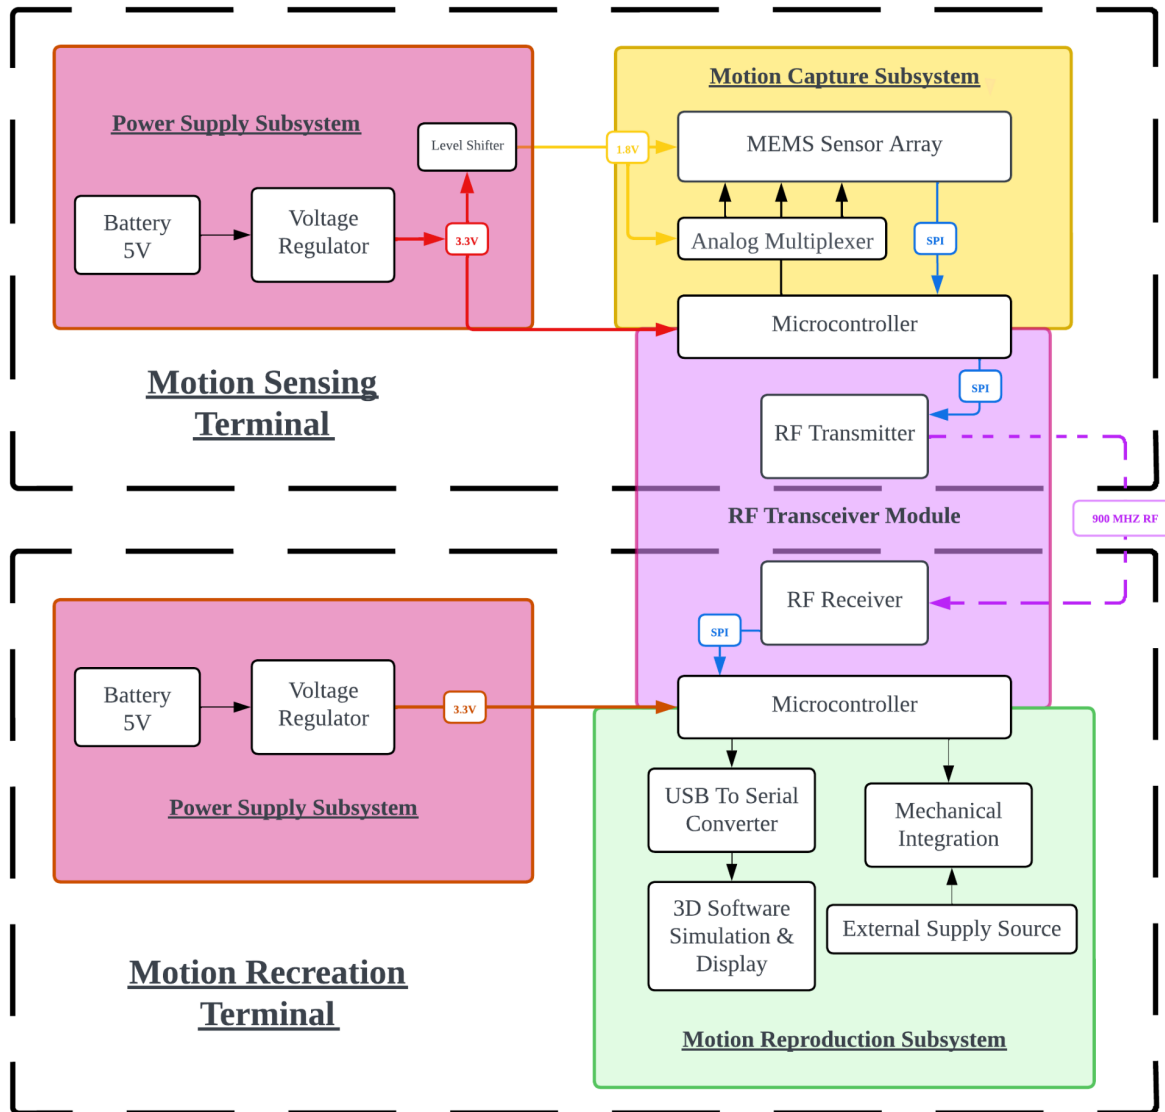 Motion Capture Subsystem
Power Supply Subsystem
Level Shifter
1.8V
MEMS Sensor Array
Battery
5V
Voltage
Regulator
3.3V
Analog Multiplexer
SPI
Microcontroller
Motion Sensing
Terminal
SPI
RF Transmitter
RF Transceiver Module
900 MHZ RF
RF Receiver
SPI
Battery
5V
Voltage
Regulator
3.3V
Microcontroller
Power Supply Subsystem
USB To Serial
Converter
Mechanical
Integration
3D Software
Simulation &
Display
External Supply Source
Motion Recreation
Terminal
Motion Reproduction Subsystem